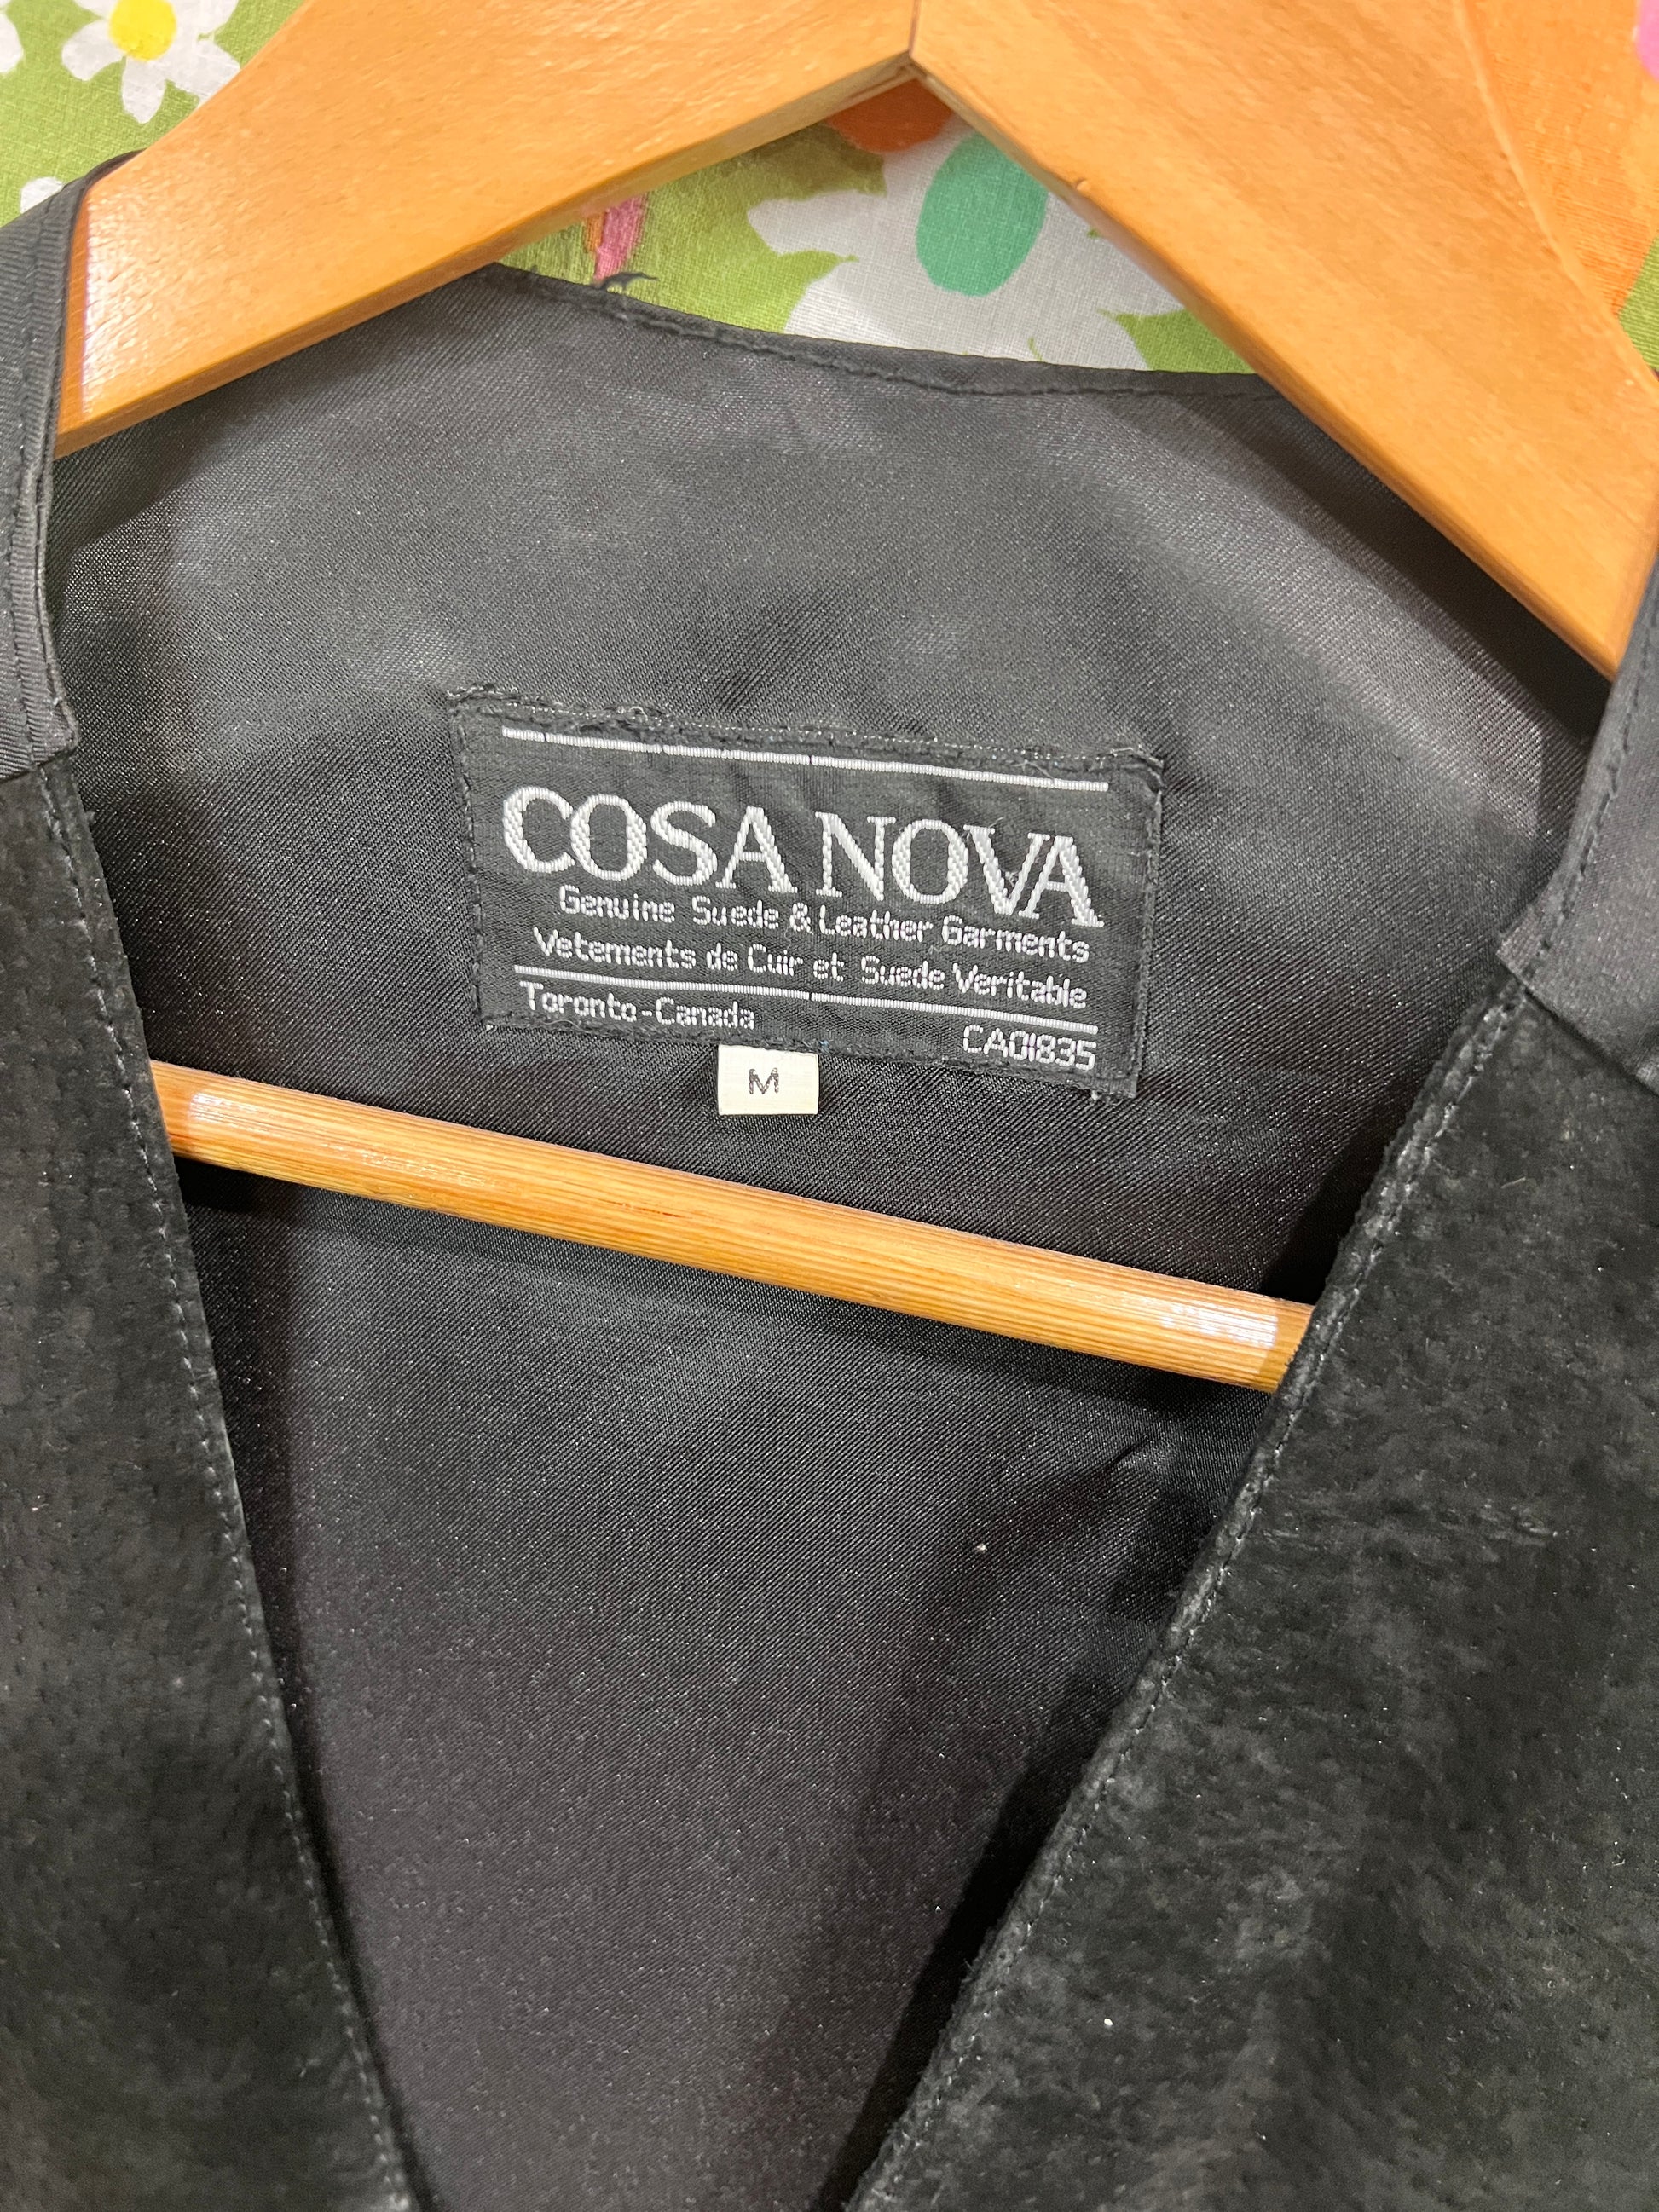 COSA NOVA
Genuine Suede & Leather Garments
Vetements de Cuir et Suede Veritable
Toronto-Canada
CA01835
M